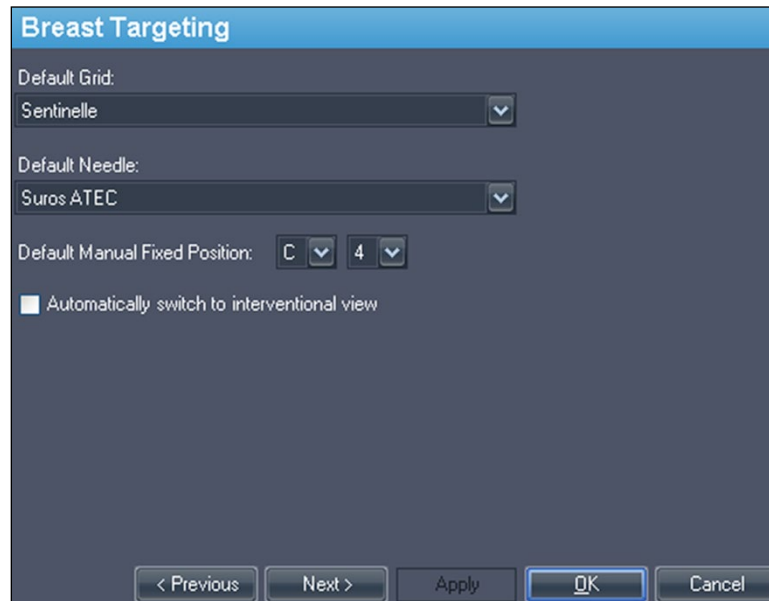 Breast Targeting
Default Grid:
Sentinelle
Default Needle:
Suros ATEC
Default Manual Fixed Position: C 4
Automatically switch to interventional view
< Previous Next > Apply OK Cancel